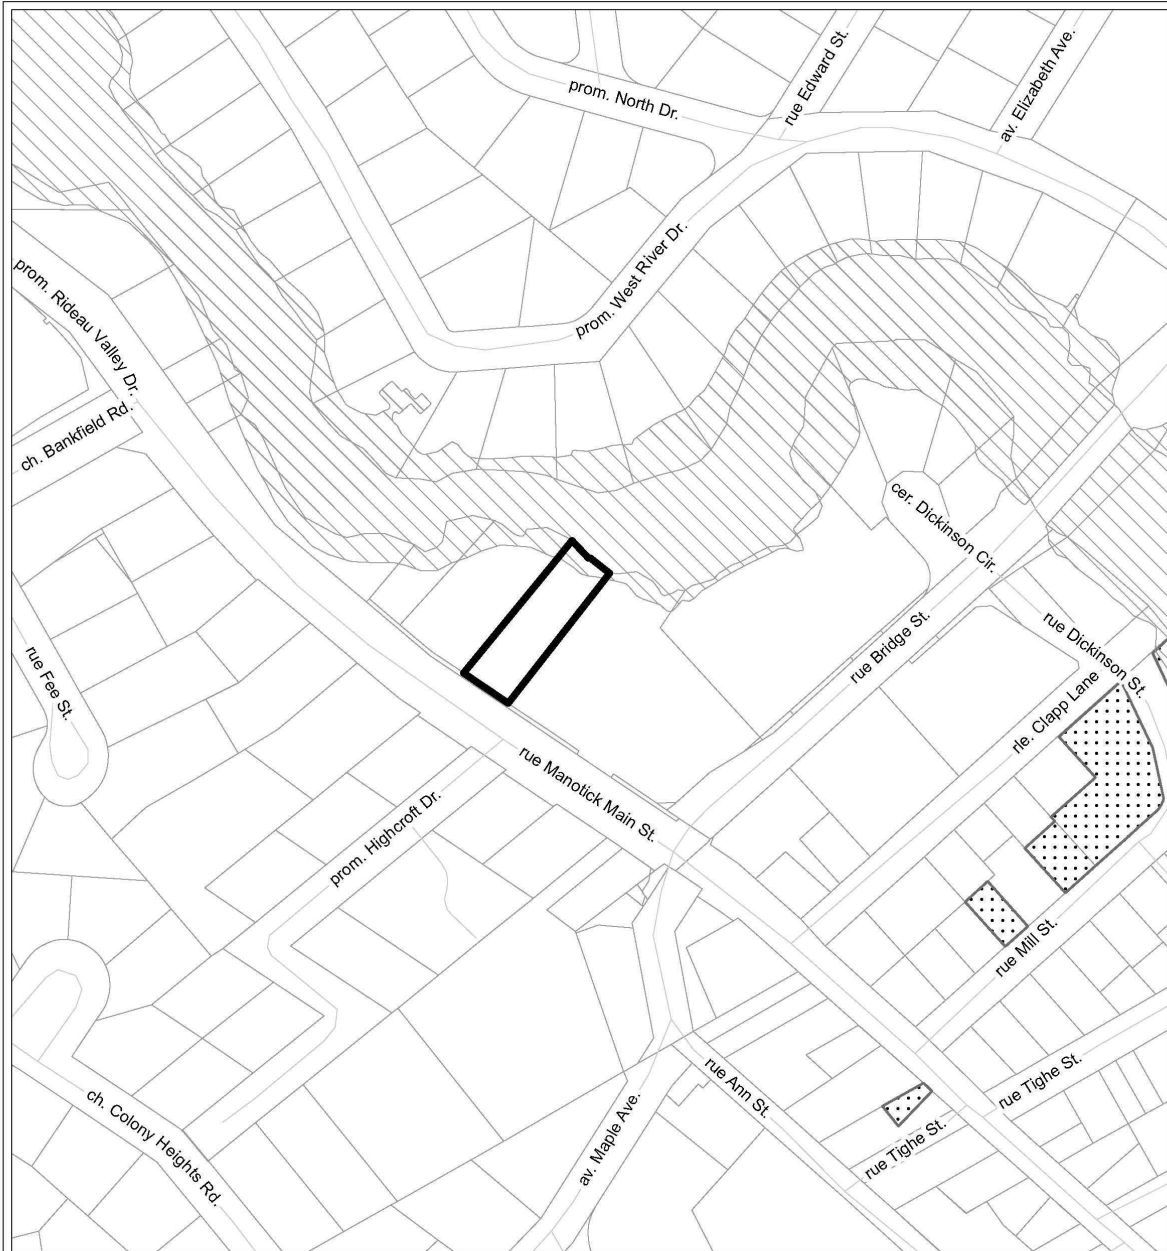 prom. North Dr.
rue Edward St.
av. Elizabeth Ave.
prom. West River Dr.
prom. Rideau Valley Dr.
ch. Bankfield Rd.
cer. Dickinson Cir.
rue Bridge St.
rue Dickinson St.
rue Fee St.
rle. Clapp Lane
rue Manotick Main St.
prom. Highcroft Dr.
rue Mill St.
rue Ann St.
rue Tighe St.
rue Tighe St.
av. Maple Ave.
ch. Colony Heights Rd.